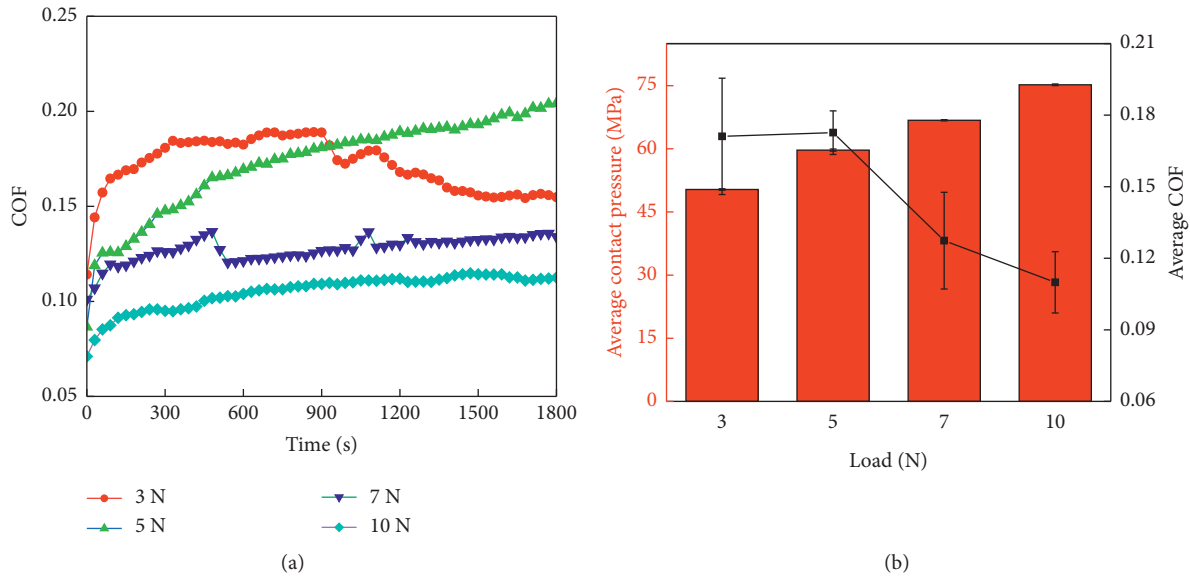 0.25
0.20
0.15
0.10
0.05
COF
0
300
600
900
1200
1500
1800
Time (s)
3 N
5 N
7 N
10 N
(a)
75
60
45
30
15
0
Average contact pressure (MPa)
0.21
0.18
0.15
0.12
0.09
0.06
Average COF
3
5
7
10
Load (N)
(b)